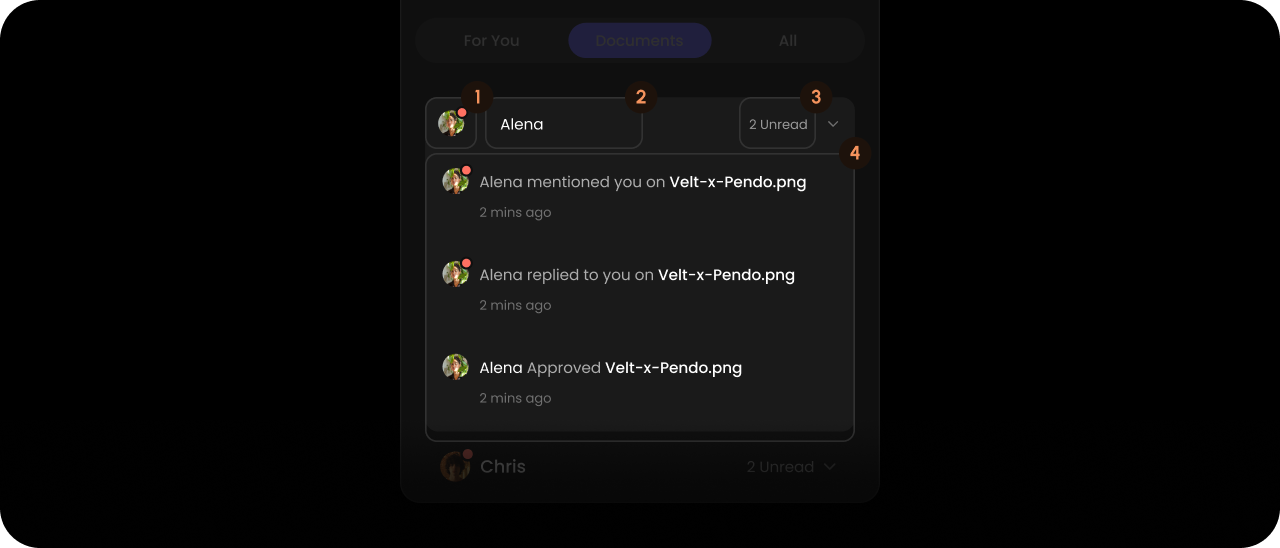 For You Documents All
1 2 3
Alena 2 Unread
4
Alena mentioned you on Velt-x-Pendo.png
2 mins ago
Alena replied to you on Velt-x-Pendo.png
2 mins ago
Alena Approved Velt-x-Pendo.png
2 mins ago
Chris 2 Unread